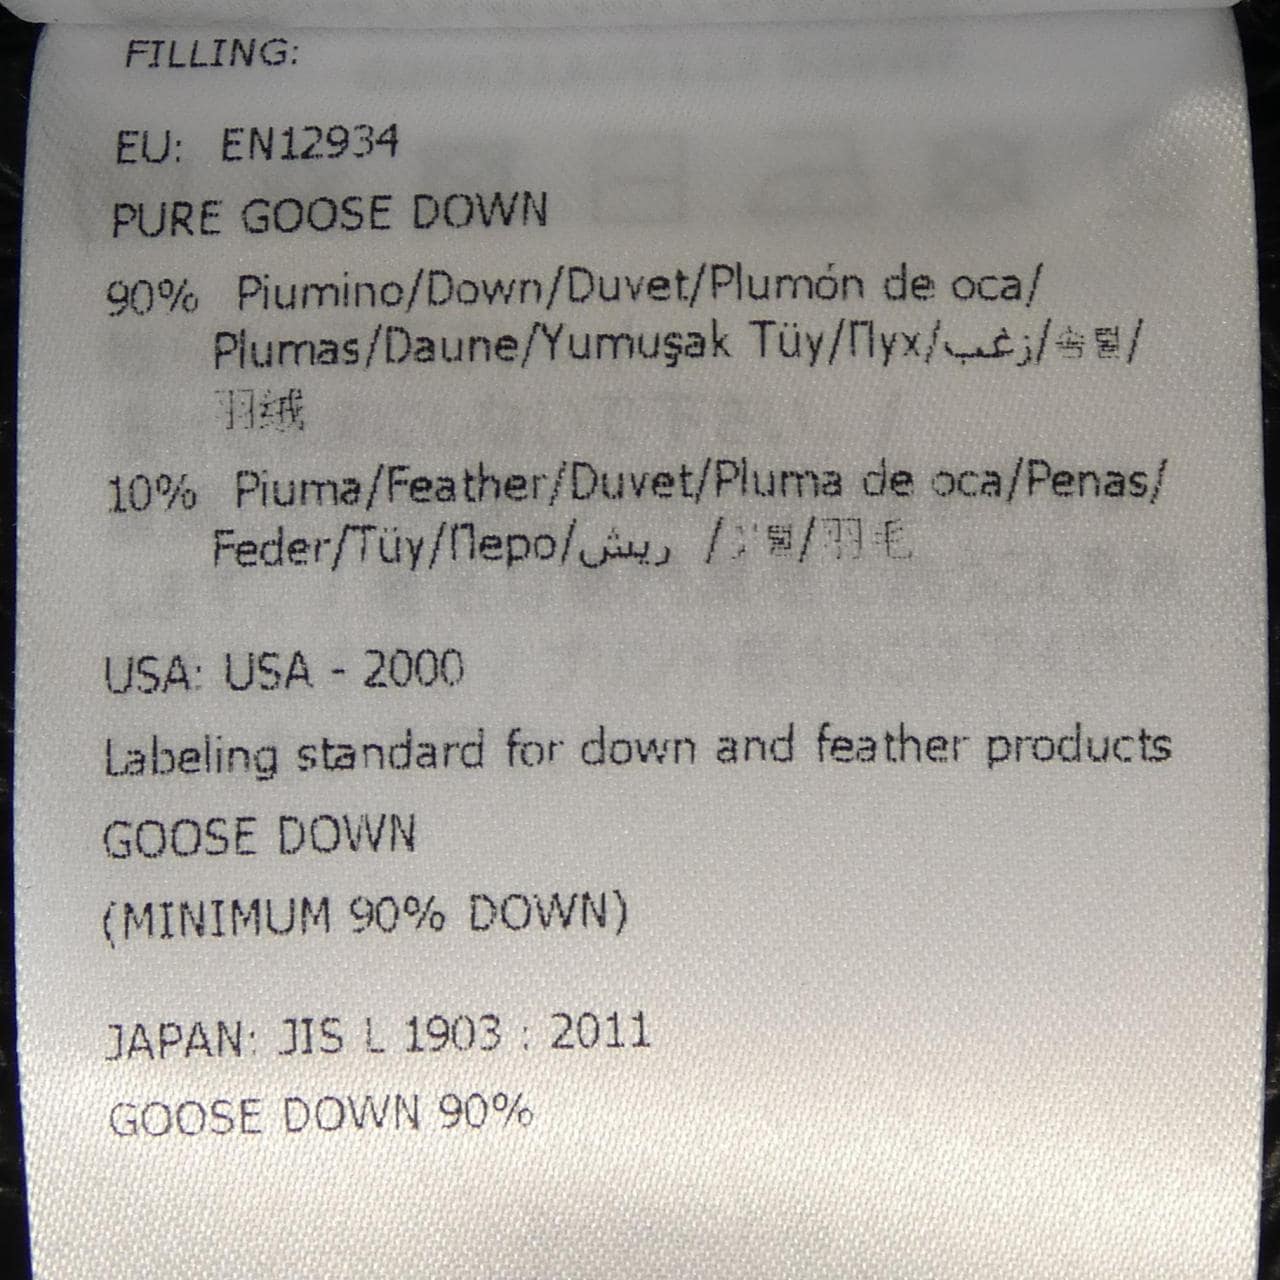 FILLING:
EU: EN12934
PURE GOOSE DOWN
90% Piumino/Down/Duvet/Plumón de oca/
Plumas/Daune/Yumuşak Tüy/Пух/زغب/솜털/
羽绒
10% Piuma/Feather/Duvet/Pluma de oca/Penas/
Feder/Tüy/Перо/ريش /깃털/羽毛
USA: USA - 2000
Labeling standard for down and feather products
GOOSE DOWN
(MINIMUM 90% DOWN)
JAPAN: JIS L 1903 : 2011
GOOSE DOWN 90%